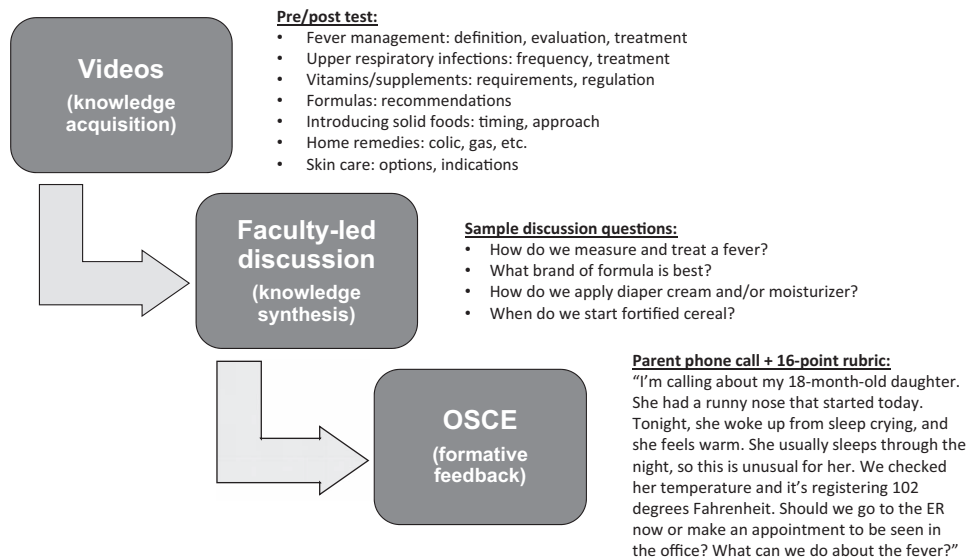 Videos
(knowledge
acquisition)
Pre/post test:
• Fever management: definition, evaluation, treatment
• Upper respiratory infections: frequency, treatment
• Vitamins/supplements: requirements, regulation
• Formulas: recommendations
• Introducing solid foods: timing, approach
• Home remedies: colic, gas, etc.
• Skin care: options, indications
Faculty-led
discussion
(knowledge
synthesis)
Sample discussion questions:
• How do we measure and treat a fever?
• What brand of formula is best?
• How do we apply diaper cream and/or moisturizer?
• When do we start fortified cereal?
OSCE
(formative
feedback)
Parent phone call + 16-point rubric:
“I’m calling about my 18-month-old daughter.
She had a runny nose that started today.
Tonight, she woke up from sleep crying, and
she feels warm. She usually sleeps through the
night, so this is unusual for her. We checked
her temperature and it’s registering 102
degrees Fahrenheit. Should we go to the ER
now or make an appointment to be seen in
the office? What can we do about the fever?”